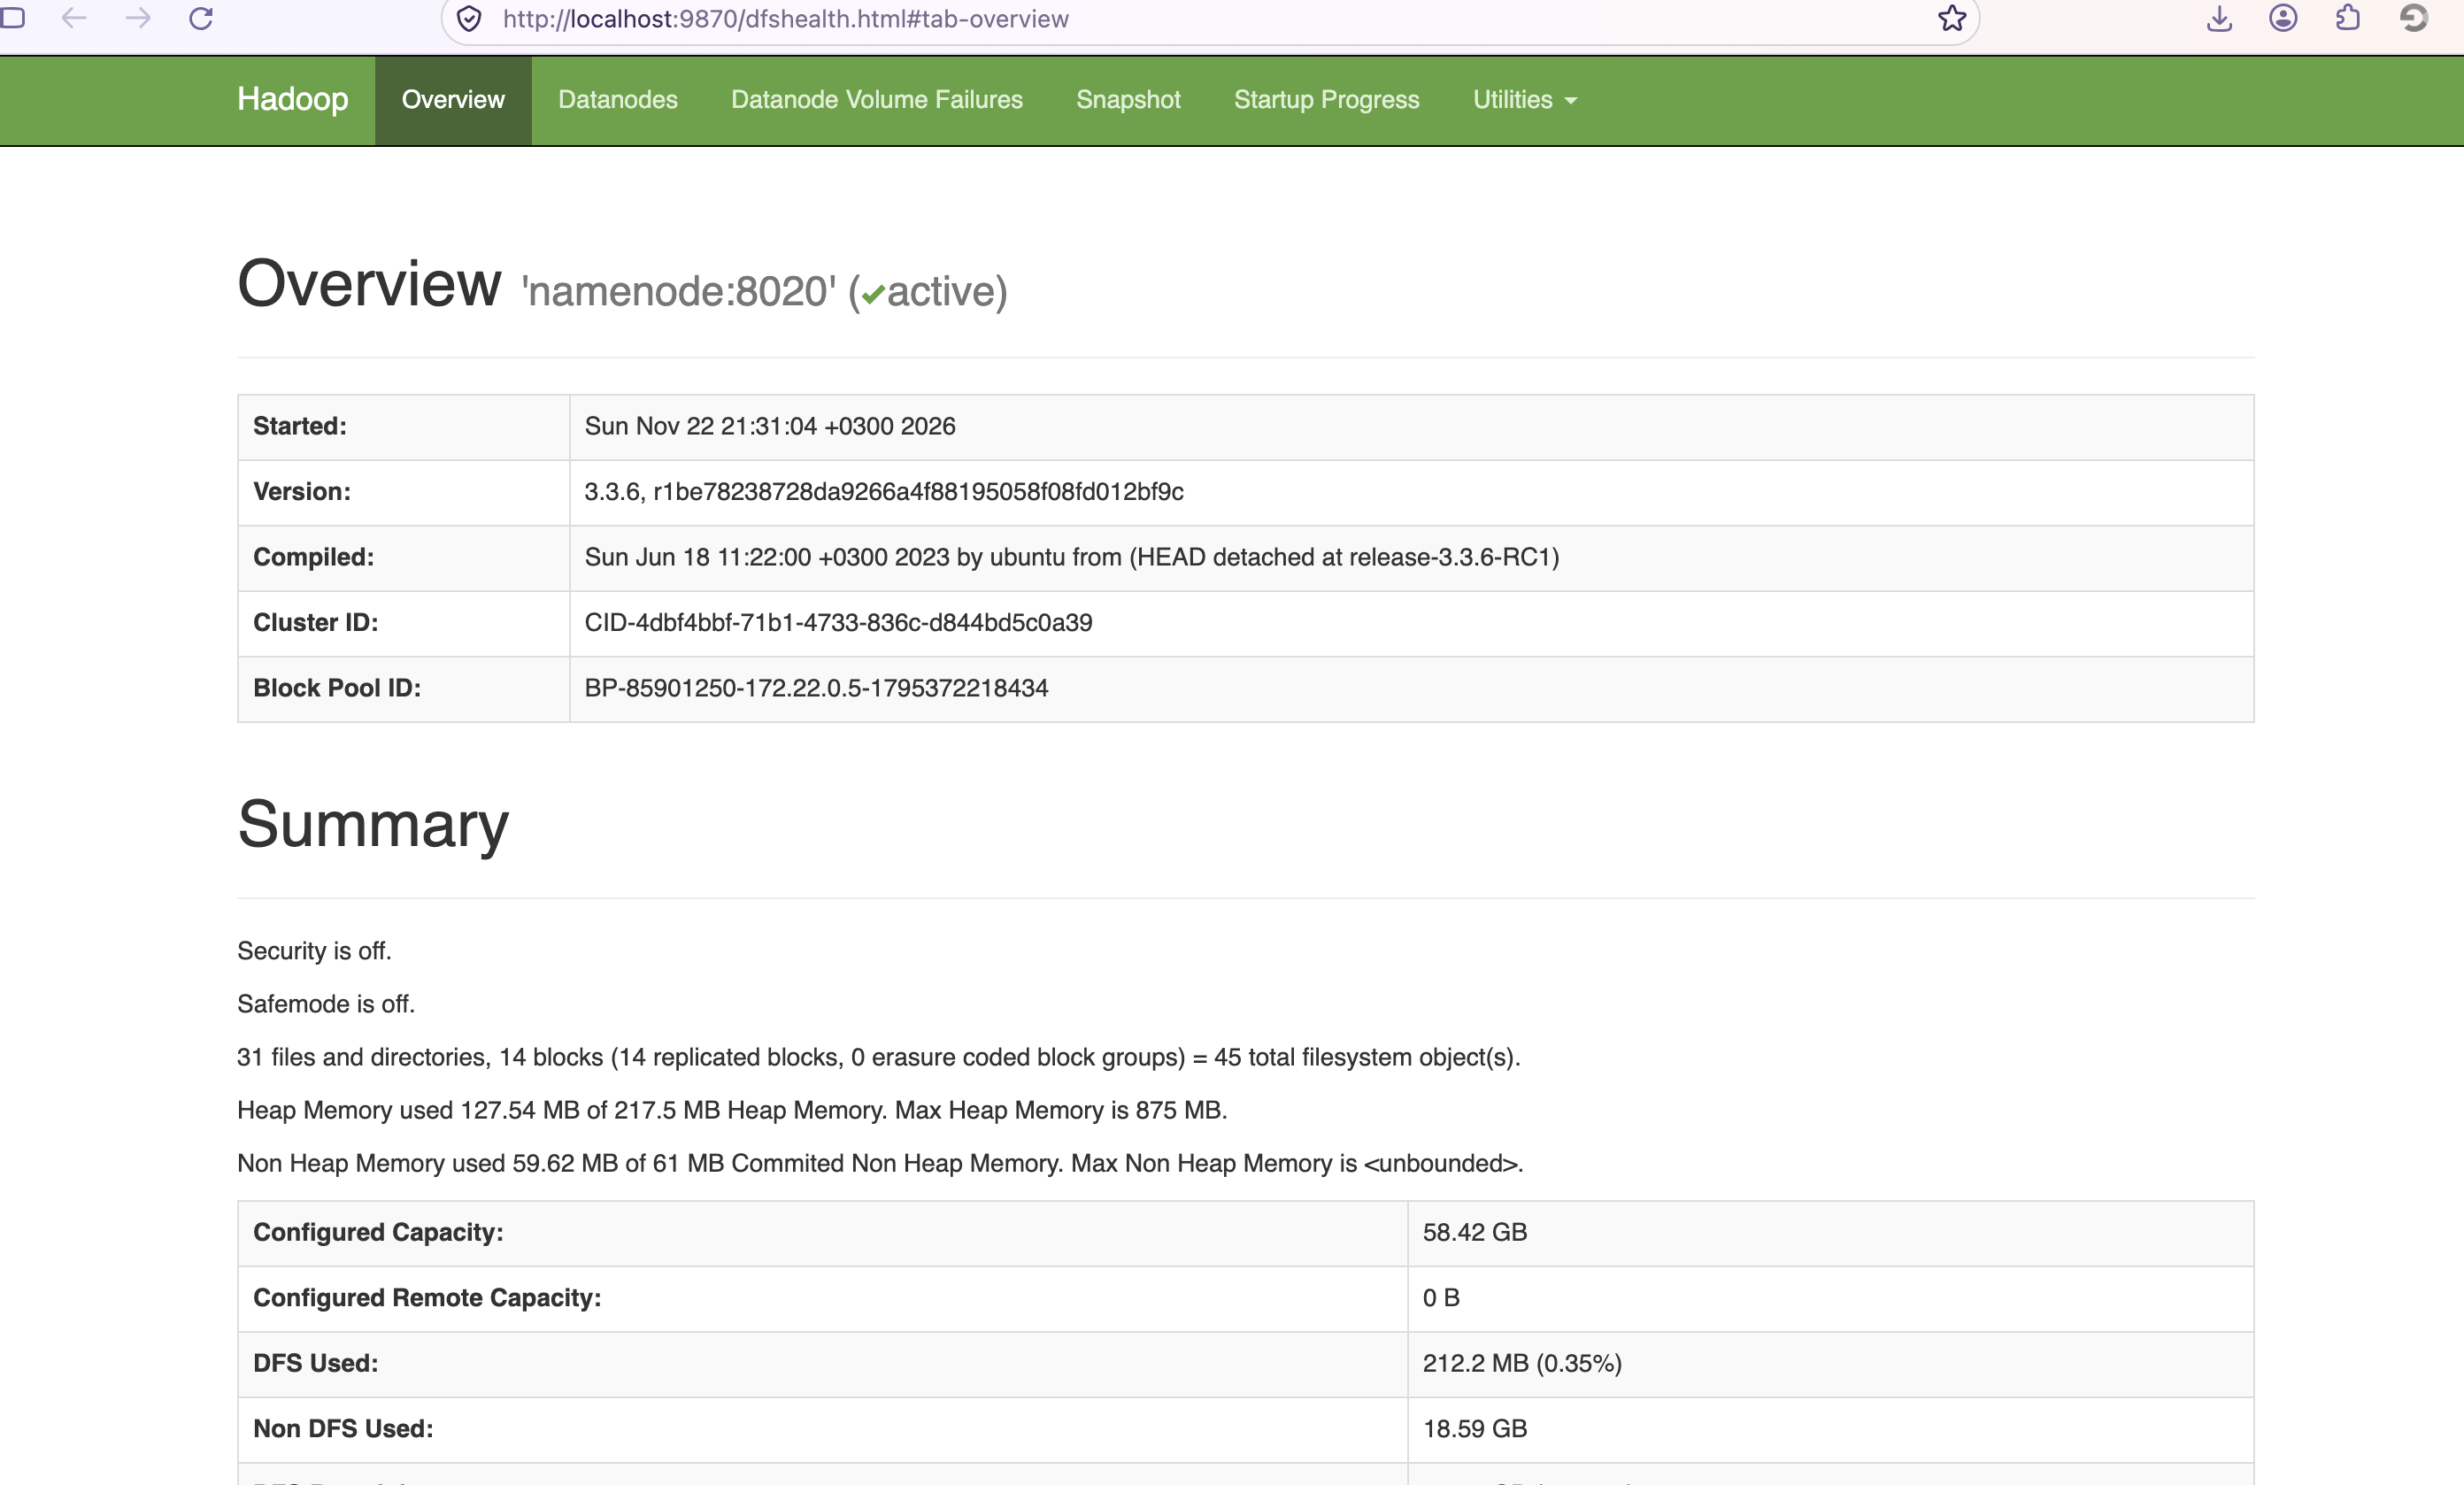 http://localhost:9870/dfshealth.html#tab-overview
Hadoop Overview Datanodes Datanode Volume Failures Snapshot Startup Progress Utilities
Overview 'namenode:8020' (✔active)
Started: Sun Nov 22 21:31:04 +0300 2026
Version: 3.3.6, r1be78238728da9266a4f88195058f08fd012bf9c
Compiled: Sun Jun 18 11:22:00 +0300 2023 by ubuntu from (HEAD detached at release-3.3.6-RC1)
Cluster ID: CID-4dbf4bbf-71b1-4733-836c-d844bd5c0a39
Block Pool ID: BP-85901250-172.22.0.5-1795372218434
Summary
Security is off.
Safemode is off.
31 files and directories, 14 blocks (14 replicated blocks, 0 erasure coded block groups) = 45 total filesystem object(s).
Heap Memory used 127.54 MB of 217.5 MB Heap Memory. Max Heap Memory is 875 MB.
Non Heap Memory used 59.62 MB of 61 MB Commited Non Heap Memory. Max Non Heap Memory is <unbounded>.
Configured Capacity: 58.42 GB
Configured Remote Capacity: 0 B
DFS Used: 212.2 MB (0.35%)
Non DFS Used: 18.59 GB